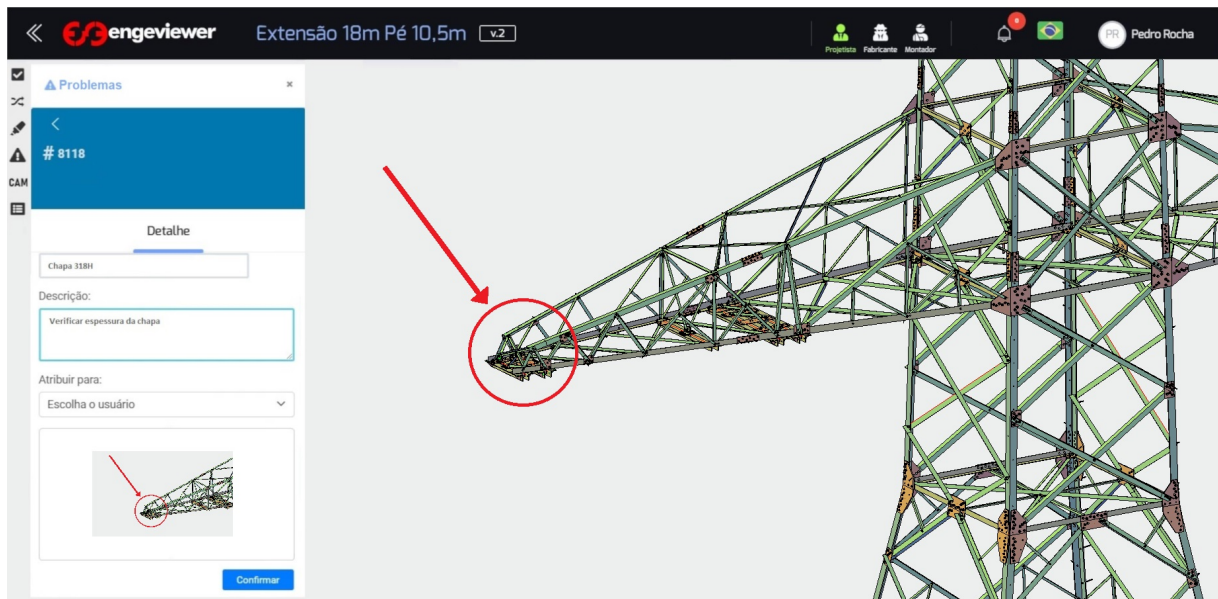 engeviewer
Extensão 18m Pé 10,5m v.2
Projetista Fabricante Montador
0
PR Pedro Rocha
Problemas
×
# 8118
CAM
Detalhe
Chapa 318H
Descrição:
Verificar espessura da chapa
Atribuir para:
Escolha o usuário
Confirmar